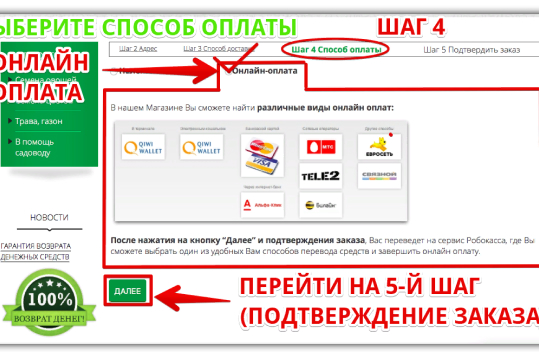 ЫБЕРИТЕ СПОСОБ ОПЛАТЫ
ШАГ 4
Шаг 2 Адрес
Шаг 3 Способ доставки
Шаг 4 Способ оплаты
Шаг 5 Подтвердить заказ
ОНЛАЙН
ОПЛАТА
Онлайн-оплата
Семена овощей
Трава, газон
В помощь
садоводу
В нашем Магазине Вы сможете найти различные виды онлайн оплат:
QIWI
WALLET
QIWI
WALLET
MasterCard
VISA
МТС
ЕВРОСЕТЬ
TELE2
СВЯЗНОЙ
Альфа-Клик
Билайн
После нажатия на кнопку "Далее" и подтверждения заказа, Вас переведет на сервис Робокасса, где Вы
сможете выбрать один из удобных Вам способов перевода средств и завершить онлайн оплату.
НОВОСТИ
ГАРАНТИЯ ВОЗВРАТА
ДЕНЕЖНЫХ СРЕДСТВ
100%
ВОЗВРАТ ДЕНЕГ!
ДАЛЕЕ
ПЕРЕЙТИ НА 5-Й ШАГ
(ПОДТВЕРЖДЕНИЕ ЗАКАЗА